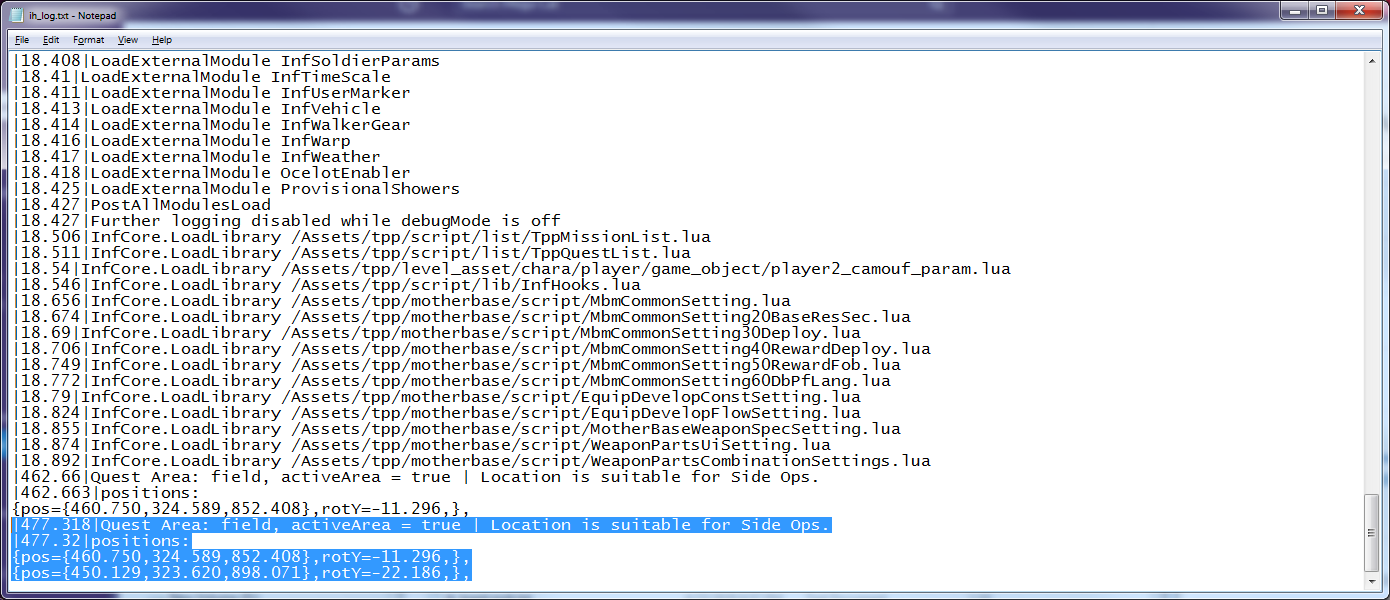 ih_log.txt - Notepad
File Edit Format View Help
|18.408|LoadExternalModule InfSoldierParams
|18.41|LoadExternalModule InfTimeScale
|18.411|LoadExternalModule InfUserMarker
|18.413|LoadExternalModule InfVehicle
|18.414|LoadExternalModule InfWalkerGear
|18.416|LoadExternalModule InfWarp
|18.417|LoadExternalModule InfWeather
|18.418|LoadExternalModule OcelotEnabler
|18.425|LoadExternalModule ProvisionalShowers
|18.427|PostAllModulesLoad
|18.427|Further logging disabled while debugMode is off
|18.506|InfCore.LoadLibrary /Assets/tpp/script/list/TppMissionList.lua
|18.511|InfCore.LoadLibrary /Assets/tpp/script/list/TppQuestList.lua
|18.54|InfCore.LoadLibrary /Assets/tpp/level_asset/chara/player/game_object/player2_camouf_param.lua
|18.546|InfCore.LoadLibrary /Assets/tpp/script/lib/InfHooks.lua
|18.656|InfCore.LoadLibrary /Assets/tpp/motherbase/script/MbmCommonSetting.lua
|18.674|InfCore.LoadLibrary /Assets/tpp/motherbase/script/MbmCommonSetting20BaseResSec.lua
|18.69|InfCore.LoadLibrary /Assets/tpp/motherbase/script/MbmCommonSetting30Deploy.lua
|18.706|InfCore.LoadLibrary /Assets/tpp/motherbase/script/MbmCommonSetting40RewardDeploy.lua
|18.749|InfCore.LoadLibrary /Assets/tpp/motherbase/script/MbmCommonSetting50RewardFob.lua
|18.772|InfCore.LoadLibrary /Assets/tpp/motherbase/script/MbmCommonSetting60DbPfLang.lua
|18.79|InfCore.LoadLibrary /Assets/tpp/motherbase/script/EquipDevelopConstSetting.lua
|18.824|InfCore.LoadLibrary /Assets/tpp/motherbase/script/EquipDevelopFlowSetting.lua
|18.855|InfCore.LoadLibrary /Assets/tpp/motherbase/script/MotherBaseWeaponSpecSetting.lua
|18.874|InfCore.LoadLibrary /Assets/tpp/motherbase/script/WeaponPartsUiSetting.lua
|18.892|InfCore.LoadLibrary /Assets/tpp/motherbase/script/WeaponPartsCombinationSettings.lua
|462.66|Quest Area: field, activeArea = true | Location is suitable for Side Ops.
|462.663|positions:
{pos={460.750,324.589,852.408},rotY=-11.296,},
|477.318|Quest Area: field, activeArea = true | Location is suitable for Side Ops.
|477.32|positions:
{pos={460.750,324.589,852.408},rotY=-11.296,},
{pos={450.129,323.620,898.071},rotY=-22.186,},